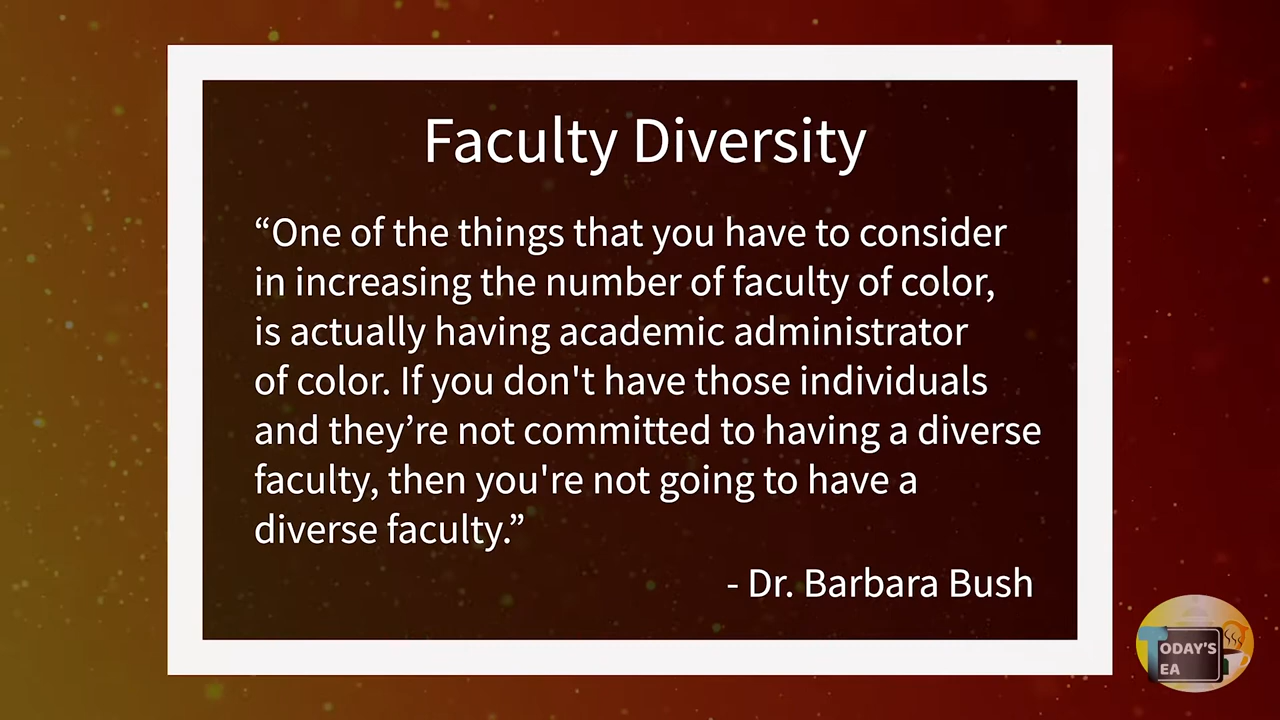 Faculty Diversity
“One of the things that you have to consider
in increasing the number of faculty of color,
is actually having academic administrator
of color. If you don't have those individuals
and they’re not committed to having a diverse
faculty, then you're not going to have a
diverse faculty.”
- Dr. Barbara Bush
TODAY'S
EA